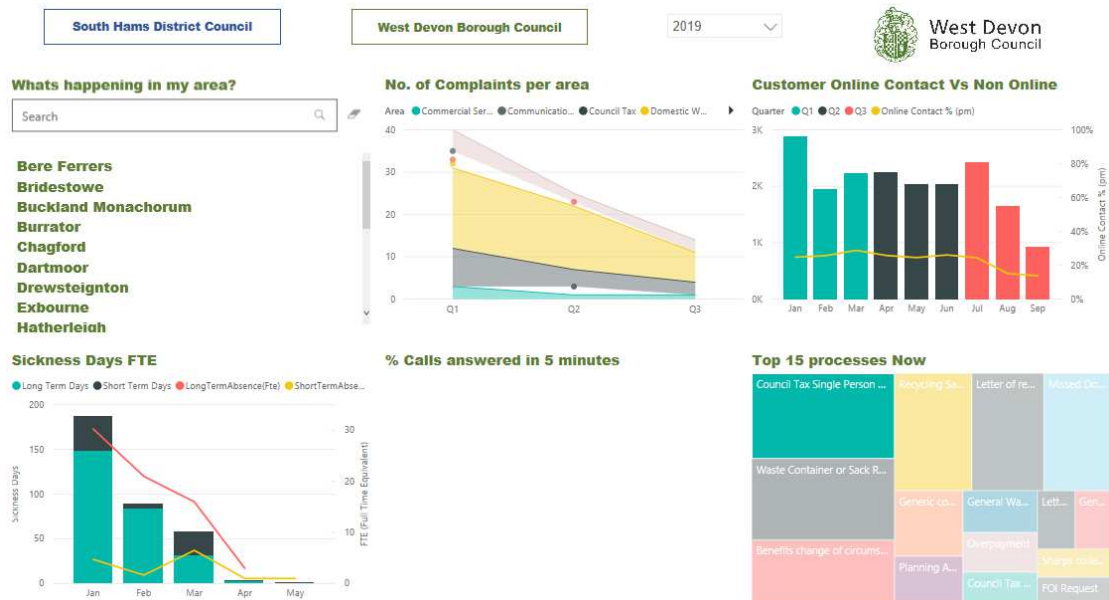 South Hams District Council
West Devon Borough Council
2019
West Devon
Borough Council
Whats happening in my area?
Search
Bere Ferrers
Bridestowe
Buckland Monachorum
Burrator
Chagford
Dartmoor
Drewsteignton
Exbourne
Hatherleigh
No. of Complaints per area
Area Commercial Ser... Communicatio... Council Tax Domestic W...
40
30
20
10
0
Q1 Q2 Q3
Customer Online Contact Vs Non Online
Quarter Q1 Q2 Q3 Online Contact % (pm)
3K
2K
1K
0K
100%
80%
60%
40%
20%
0%
Online Contact % (pm)
Jan Feb Mar Apr May Jun Jul Aug Sep
Sickness Days FTE
Long Term Days Short Term Days LongTermAbsence(Fte) ShortTermAbse...
200
150
100
50
0
Sickness Days
30
20
10
0
FTE (Full Time Equivalent)
Jan Feb Mar Apr May
% Calls answered in 5 minutes
Top 15 processes Now
Council Tax Single Person ...
Recycling Sa...
Letter of re...
Missed Do...
Waste Container or Sack R...
Generic co...
General Wa...
Lett...
Gen...
Benefits change of circums...
Overpayment
Planning A...
Council Tax ...
FOI Request